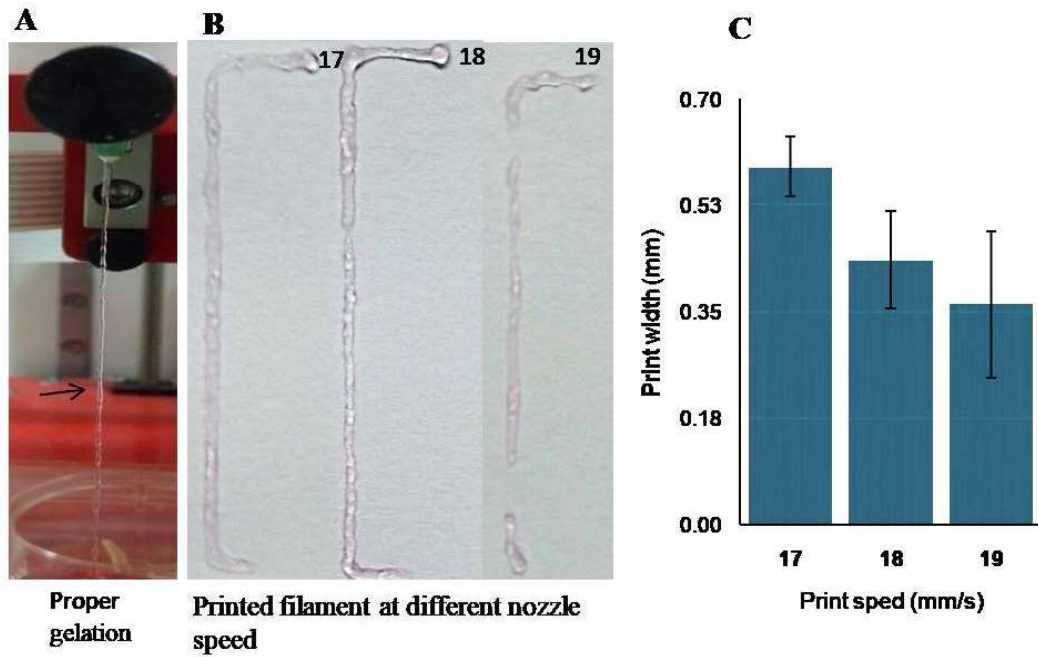 A
B
C
17
18
19
0.70
0.53
0.35
0.18
0.00
Print width (mm)
17 18 19
Print sped (mm/s)
Proper
gelation
Printed filament at different nozzle
speed